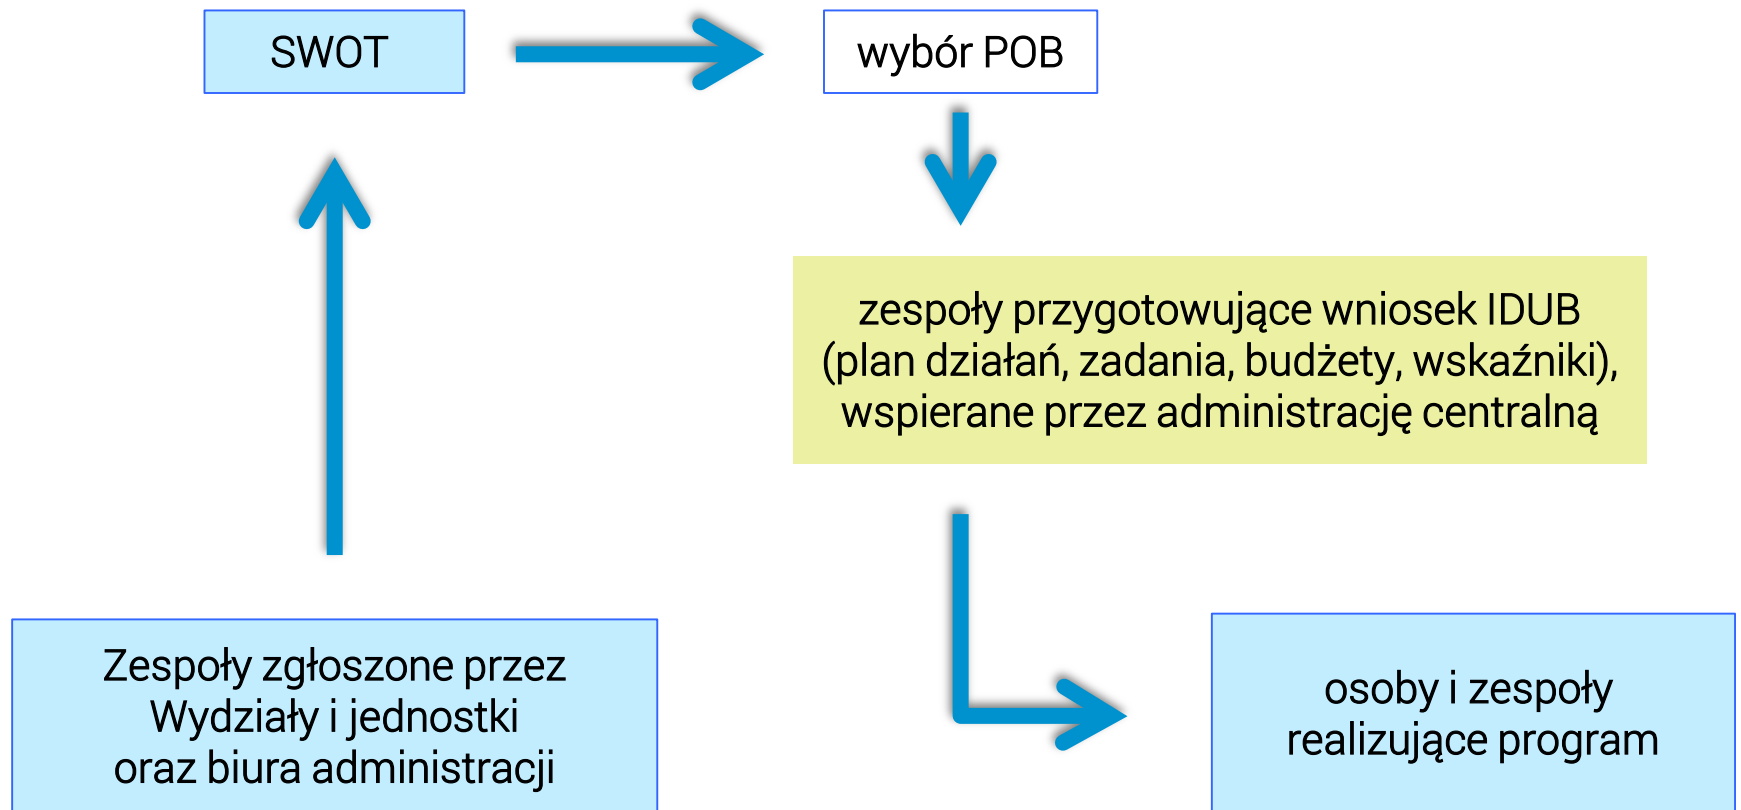 SWOT
wybór POB
zespoły przygotowujące wniosek IDUB
(plan działań, zadania, budżety, wskaźniki),
wspierane przez administrację centralną
Zespoły zgłoszone przez
Wydziały i jednostki
oraz biura administracji
osoby i zespoły
realizujące program